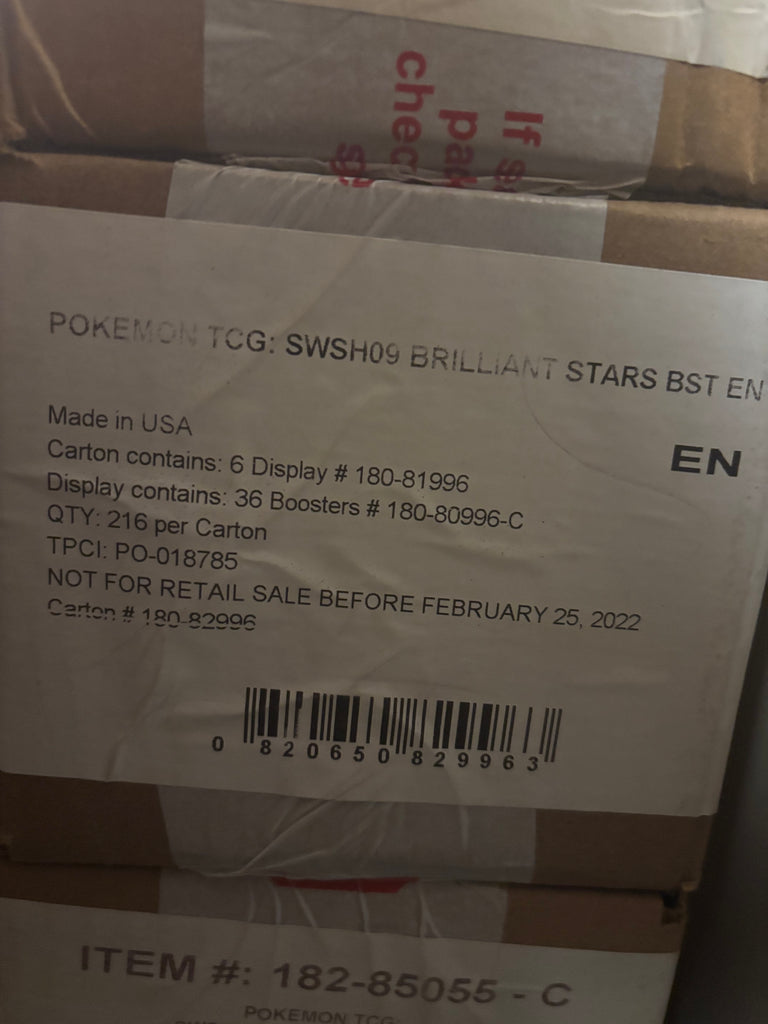 If
chec
POKEMON TCG: SWSH09 BRILLIANT STARS BST EN
EN
Made in USA
Carton contains: 6 Display # 180-81996
Display contains: 36 Boosters # 180-80996-C
QTY: 216 per Carton
TPCI: PO-018785
NOT FOR RETAIL SALE BEFORE FEBRUARY 25, 2022
Carton # 180-82996
0 820650 829963
ITEM #: 182-85055 - C
POKEMON TCG: